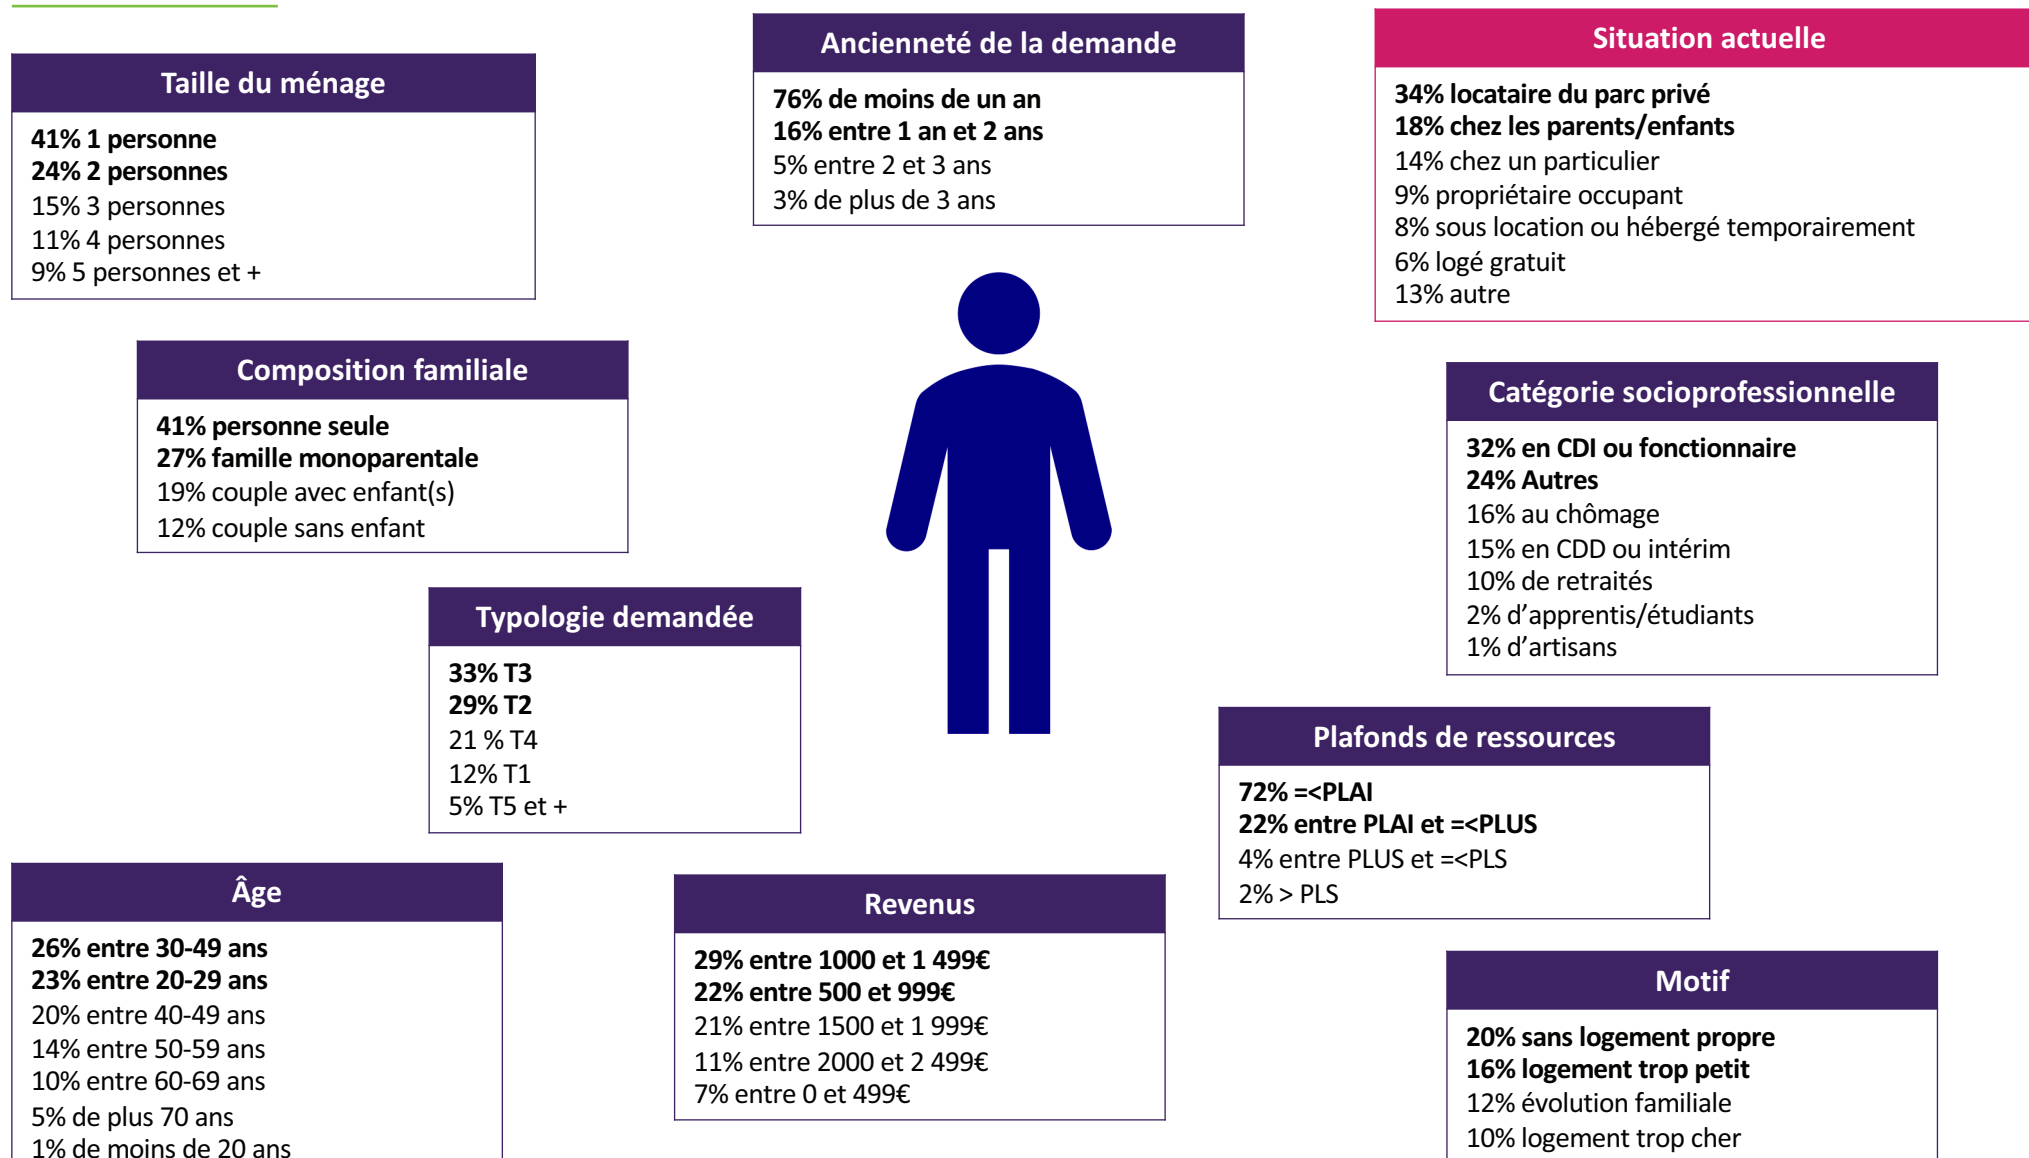 Taille du ménage
41% 1 personne
24% 2 personnes
15% 3 personnes
11% 4 personnes
9% 5 personnes et +
Ancienneté de la demande
76% de moins de un an
16% entre 1 an et 2 ans
5% entre 2 et 3 ans
3% de plus de 3 ans
Situation actuelle
34% locataire du parc privé
18% chez les parents/enfants
14% chez un particulier
9% propriétaire occupant
8% sous location ou hébergé temporairement
6% logé gratuit
13% autre
Composition familiale
41% personne seule
27% famille monoparentale
19% couple avec enfant(s)
12% couple sans enfant
Catégorie socioprofessionnelle
32% en CDI ou fonctionnaire
24% Autres
16% au chômage
15% en CDD ou intérim
10% de retraités
2% d’apprentis/étudiants
1% d’artisans
Typologie demandée
33% T3
29% T2
21 % T4
12% T1
5% T5 et +
Plafonds de ressources
72% =<PLAI
22% entre PLAI et =<PLUS
4% entre PLUS et =<PLS
2% > PLS
Âge
26% entre 30-49 ans
23% entre 20-29 ans
20% entre 40-49 ans
14% entre 50-59 ans
10% entre 60-69 ans
5% de plus 70 ans
1% de moins de 20 ans
Revenus
29% entre 1000 et 1 499€
22% entre 500 et 999€
21% entre 1500 et 1 999€
11% entre 2000 et 2 499€
7% entre 0 et 499€
Motif
20% sans logement propre
16% logement trop petit
12% évolution familiale
10% logement trop cher